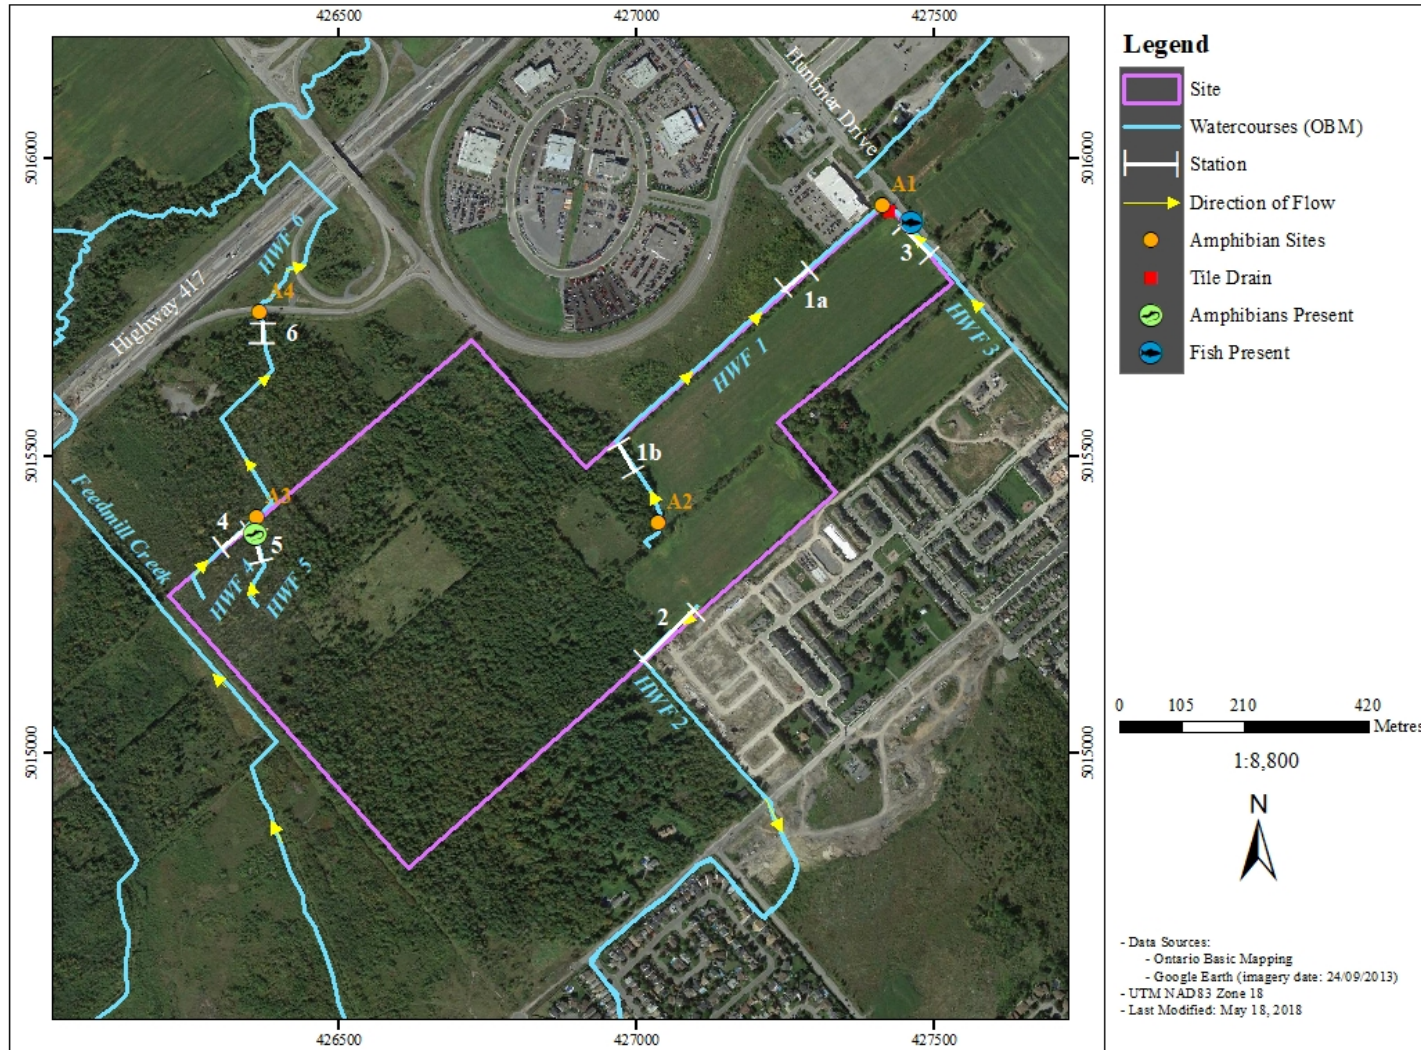 426500
427000
427500
5016000
5015500
5015000
5016000
5015500
5015000
426500
427000
427500
Huntmar Drive
Highway 417
HWF 6
A4
6
A1
3
1a
HWF 1
HWF 3
1b
A2
A3
4
5
HWF 4
HWF 5
Feedmill Creek
2
HWF 2
Legend
Site
Watercourses (OBM)
Station
Direction of Flow
Amphibian Sites
Tile Drain
Amphibians Present
Fish Present
0 105 210 420
Metres
1:8,800
N
- Data Sources:
- Ontario Basic Mapping
- Google Earth (imagery date: 24/09/2013)
- UTM NAD83 Zone 18
- Last Modified: May 18, 2018